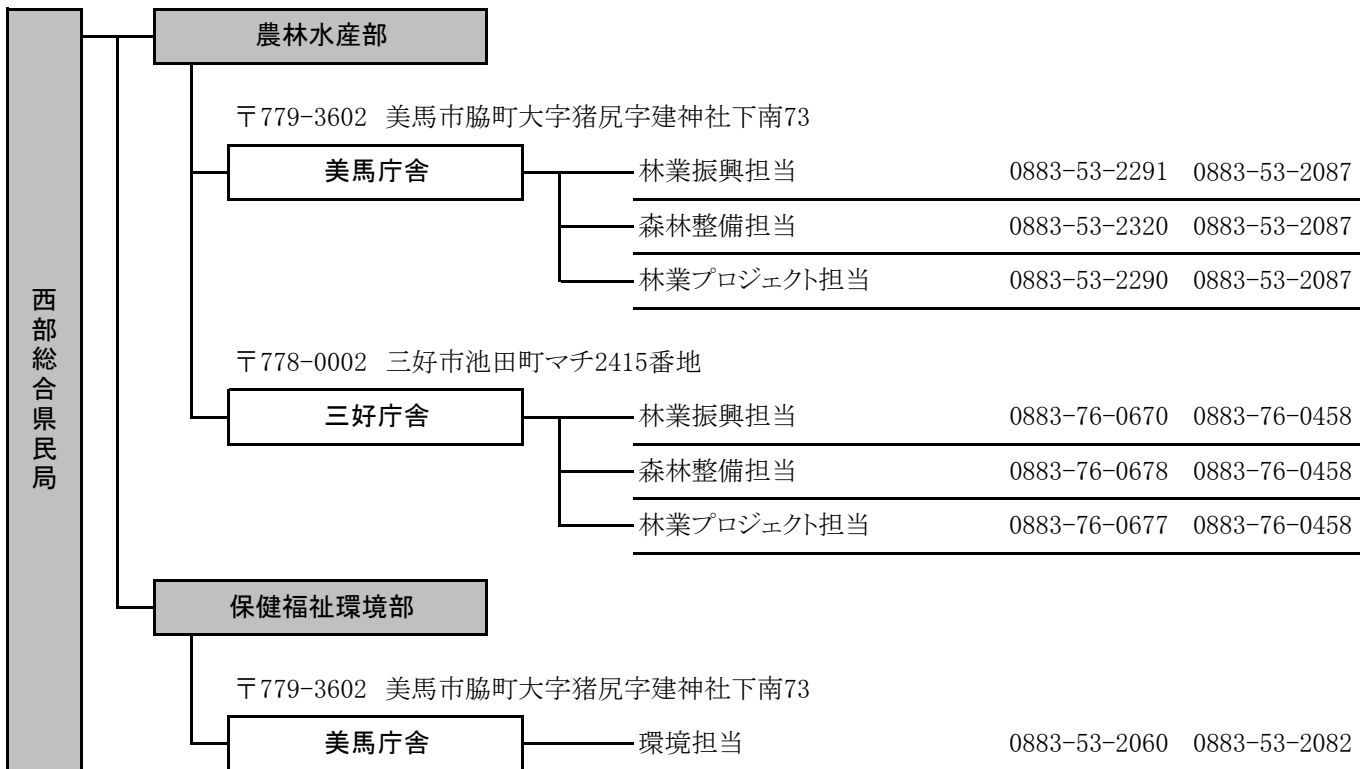 農林水産部
〒779-3602 美馬市脇町大字猪尻字建神社下南73
美馬庁舎 林業振興担当 0883-53-2291 0883-53-2087
森林整備担当 0883-53-2320 0883-53-2087
林業プロジェクト担当 0883-53-2290 0883-53-2087
西部総合県民局
〒778-0002 三好市池田町マチ2415番地
三好庁舎 林業振興担当 0883-76-0670 0883-76-0458
森林整備担当 0883-76-0678 0883-76-0458
林業プロジェクト担当 0883-76-0677 0883-76-0458
保健福祉環境部
〒779-3602 美馬市脇町大字猪尻字建神社下南73
美馬庁舎 環境担当 0883-53-2060 0883-53-2082